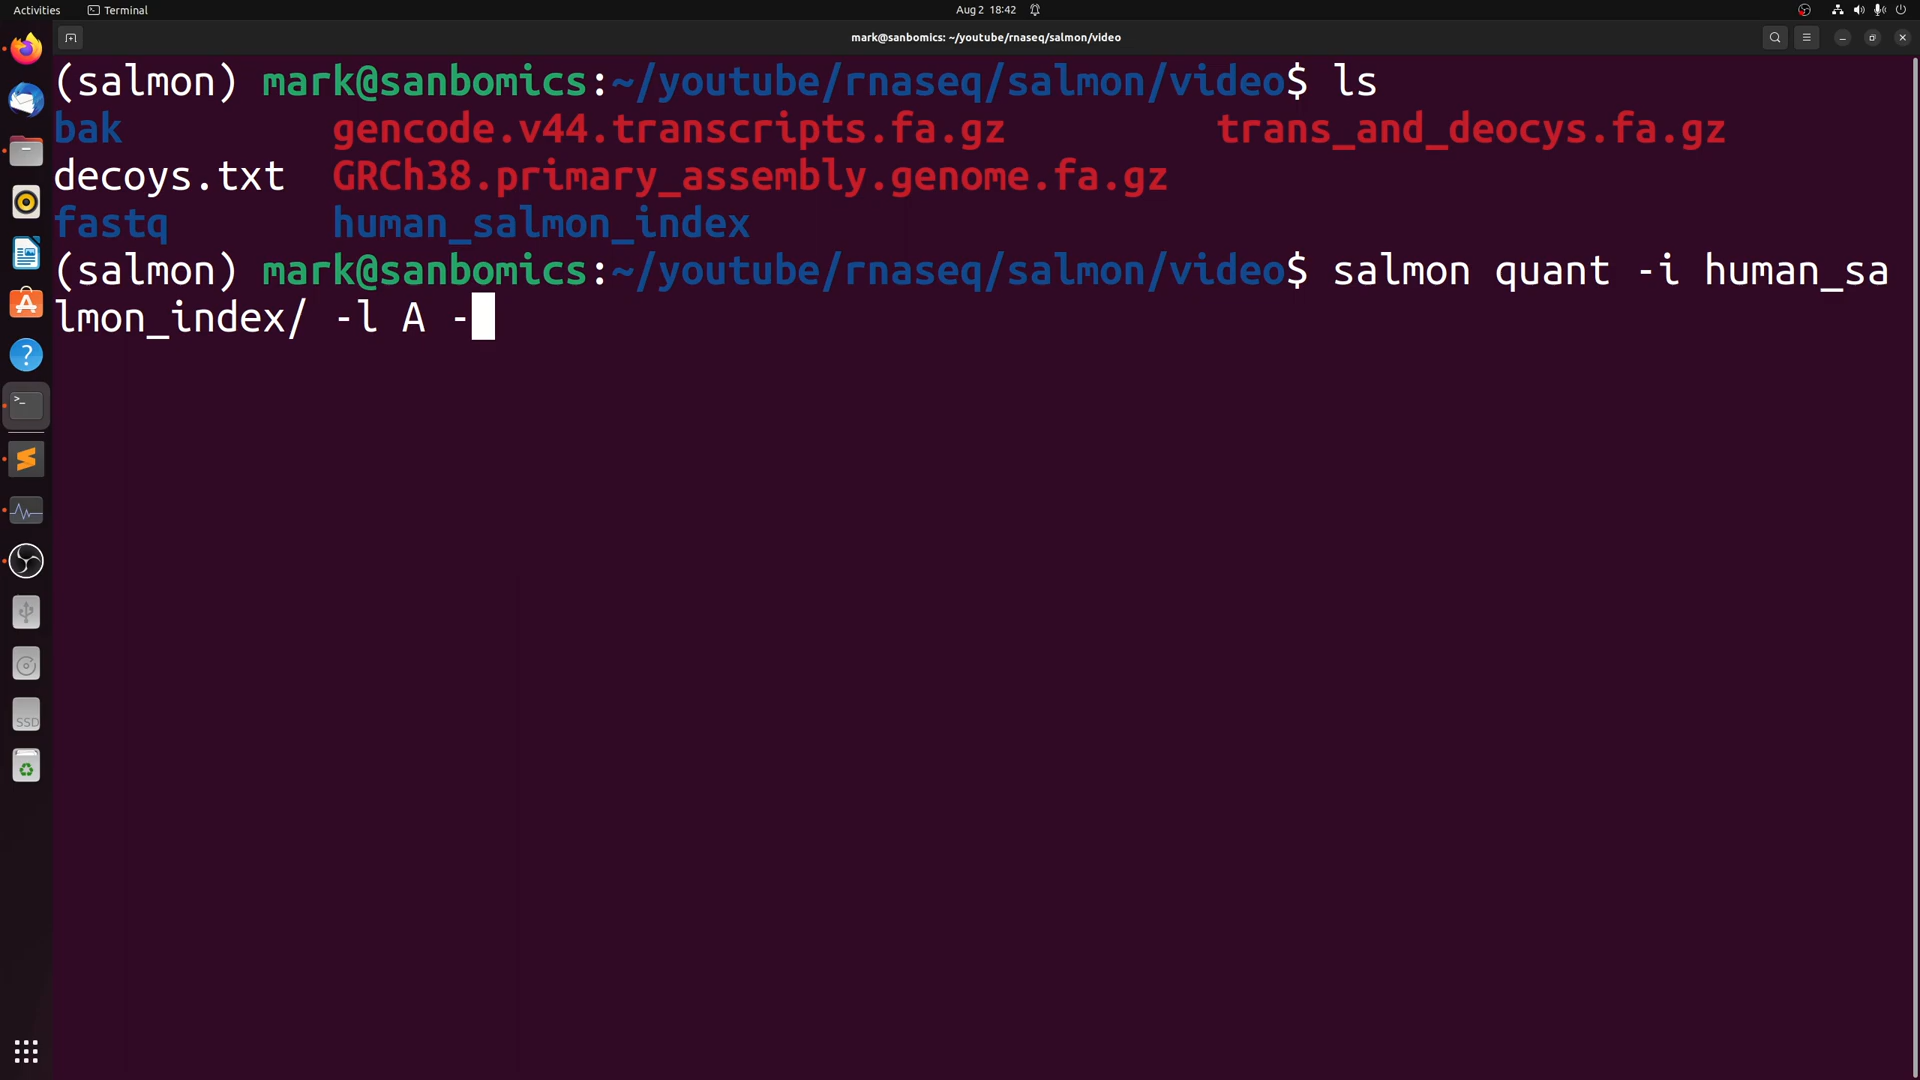 Activities Terminal Aug 2 18:42
mark@sanbomics: ~/youtube/rnaseq/salmon/video
(salmon) mark@sanbomics:~/youtube/rnaseq/salmon/video$ ls
bak gencode.v44.transcripts.fa.gz trans_and_deocys.fa.gz
decoys.txt GRCh38.primary_assembly.genome.fa.gz
fastq human_salmon_index
(salmon) mark@sanbomics:~/youtube/rnaseq/salmon/video$ salmon quant -i human_sa
lmon_index/ -l A -
SSD